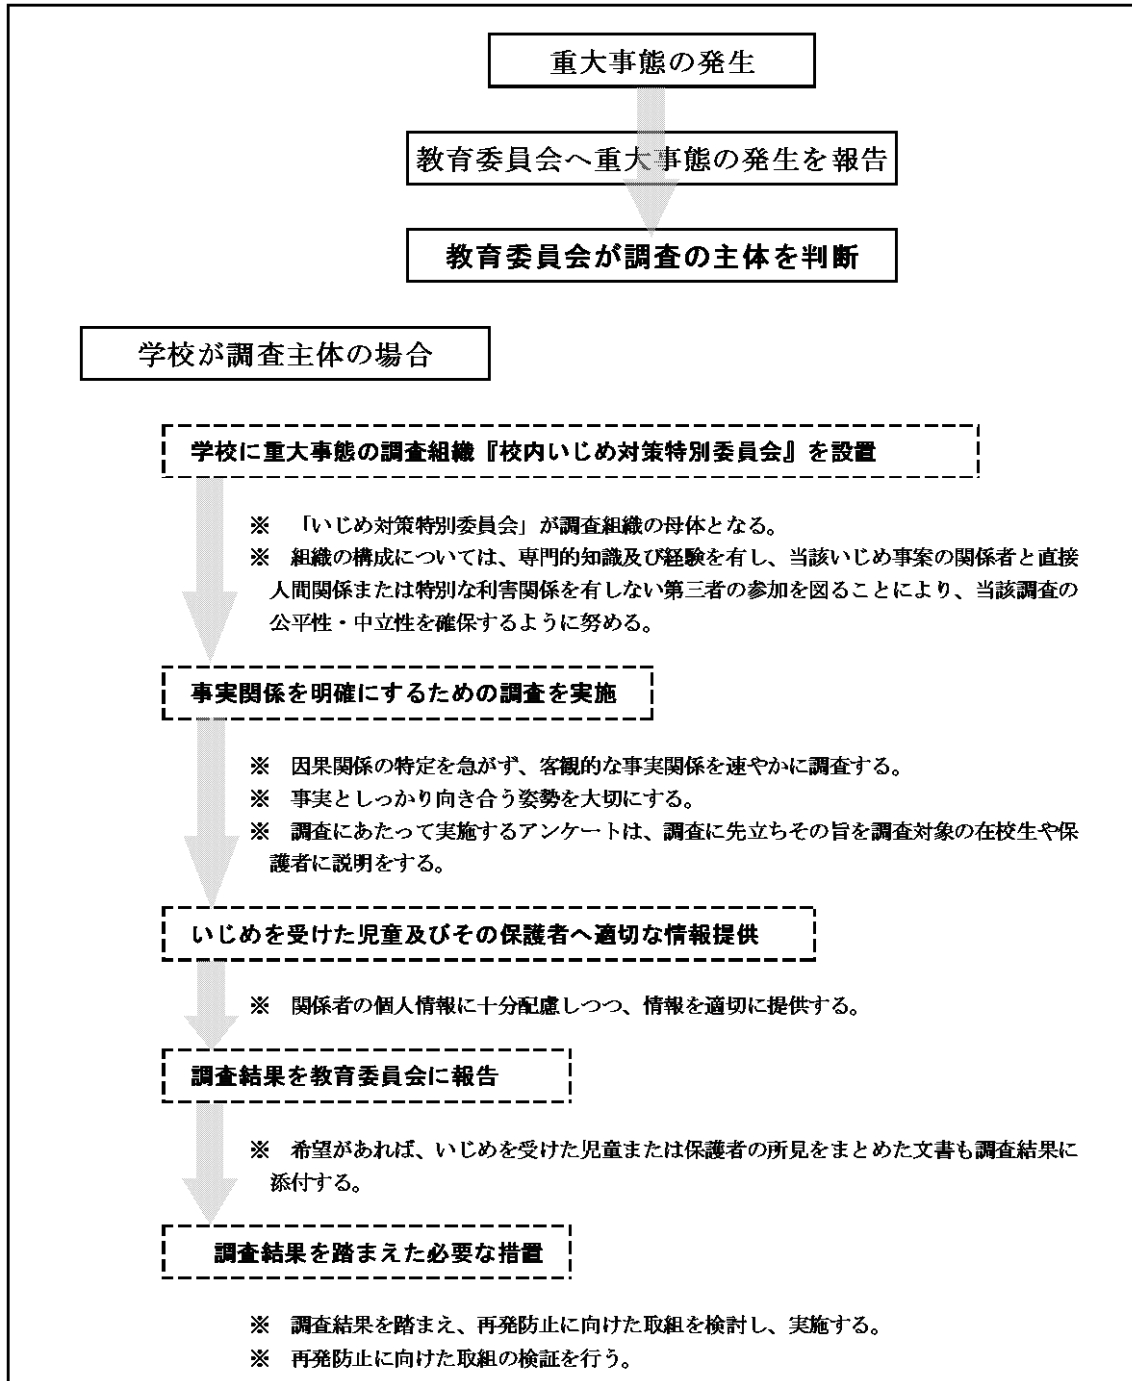 重大事態の発生
教育委員会へ重大事態の発生を報告
教育委員会が調査の主体を判断
学校が調査主体の場合
学校に重大事態の調査組織『校内いじめ対策特別委員会』を設置
※ 「いじめ対策特別委員会」が調査組織の母体となる。
※ 組織の構成については、専門的知識及び経験を有し、当該いじめ事案の関係者と直接
人間関係または特別な利害関係を有しない第三者の参加を図ることにより、当該調査の
公平性・中立性を確保するように努める。
事実関係を明確にするための調査を実施
※ 因果関係の特定を急がず、客観的な事実関係を速やかに調査する。
※ 事実としっかり向き合う姿勢を大切にする。
※ 調査にあたって実施するアンケートは、調査に先立ちその旨を調査対象の在校生や保
護者に説明をする。
いじめを受けた児童及びその保護者へ適切な情報提供
※ 関係者の個人情報に十分配慮しつつ、情報を適切に提供する。
調査結果を教育委員会に報告
※ 希望があれば、いじめを受けた児童または保護者の所見をまとめた文書も調査結果に
添付する。
調査結果を踏まえた必要な措置
※ 調査結果を踏まえ、再発防止に向けた取組を検討し、実施する。
※ 再発防止に向けた取組の検証を行う。